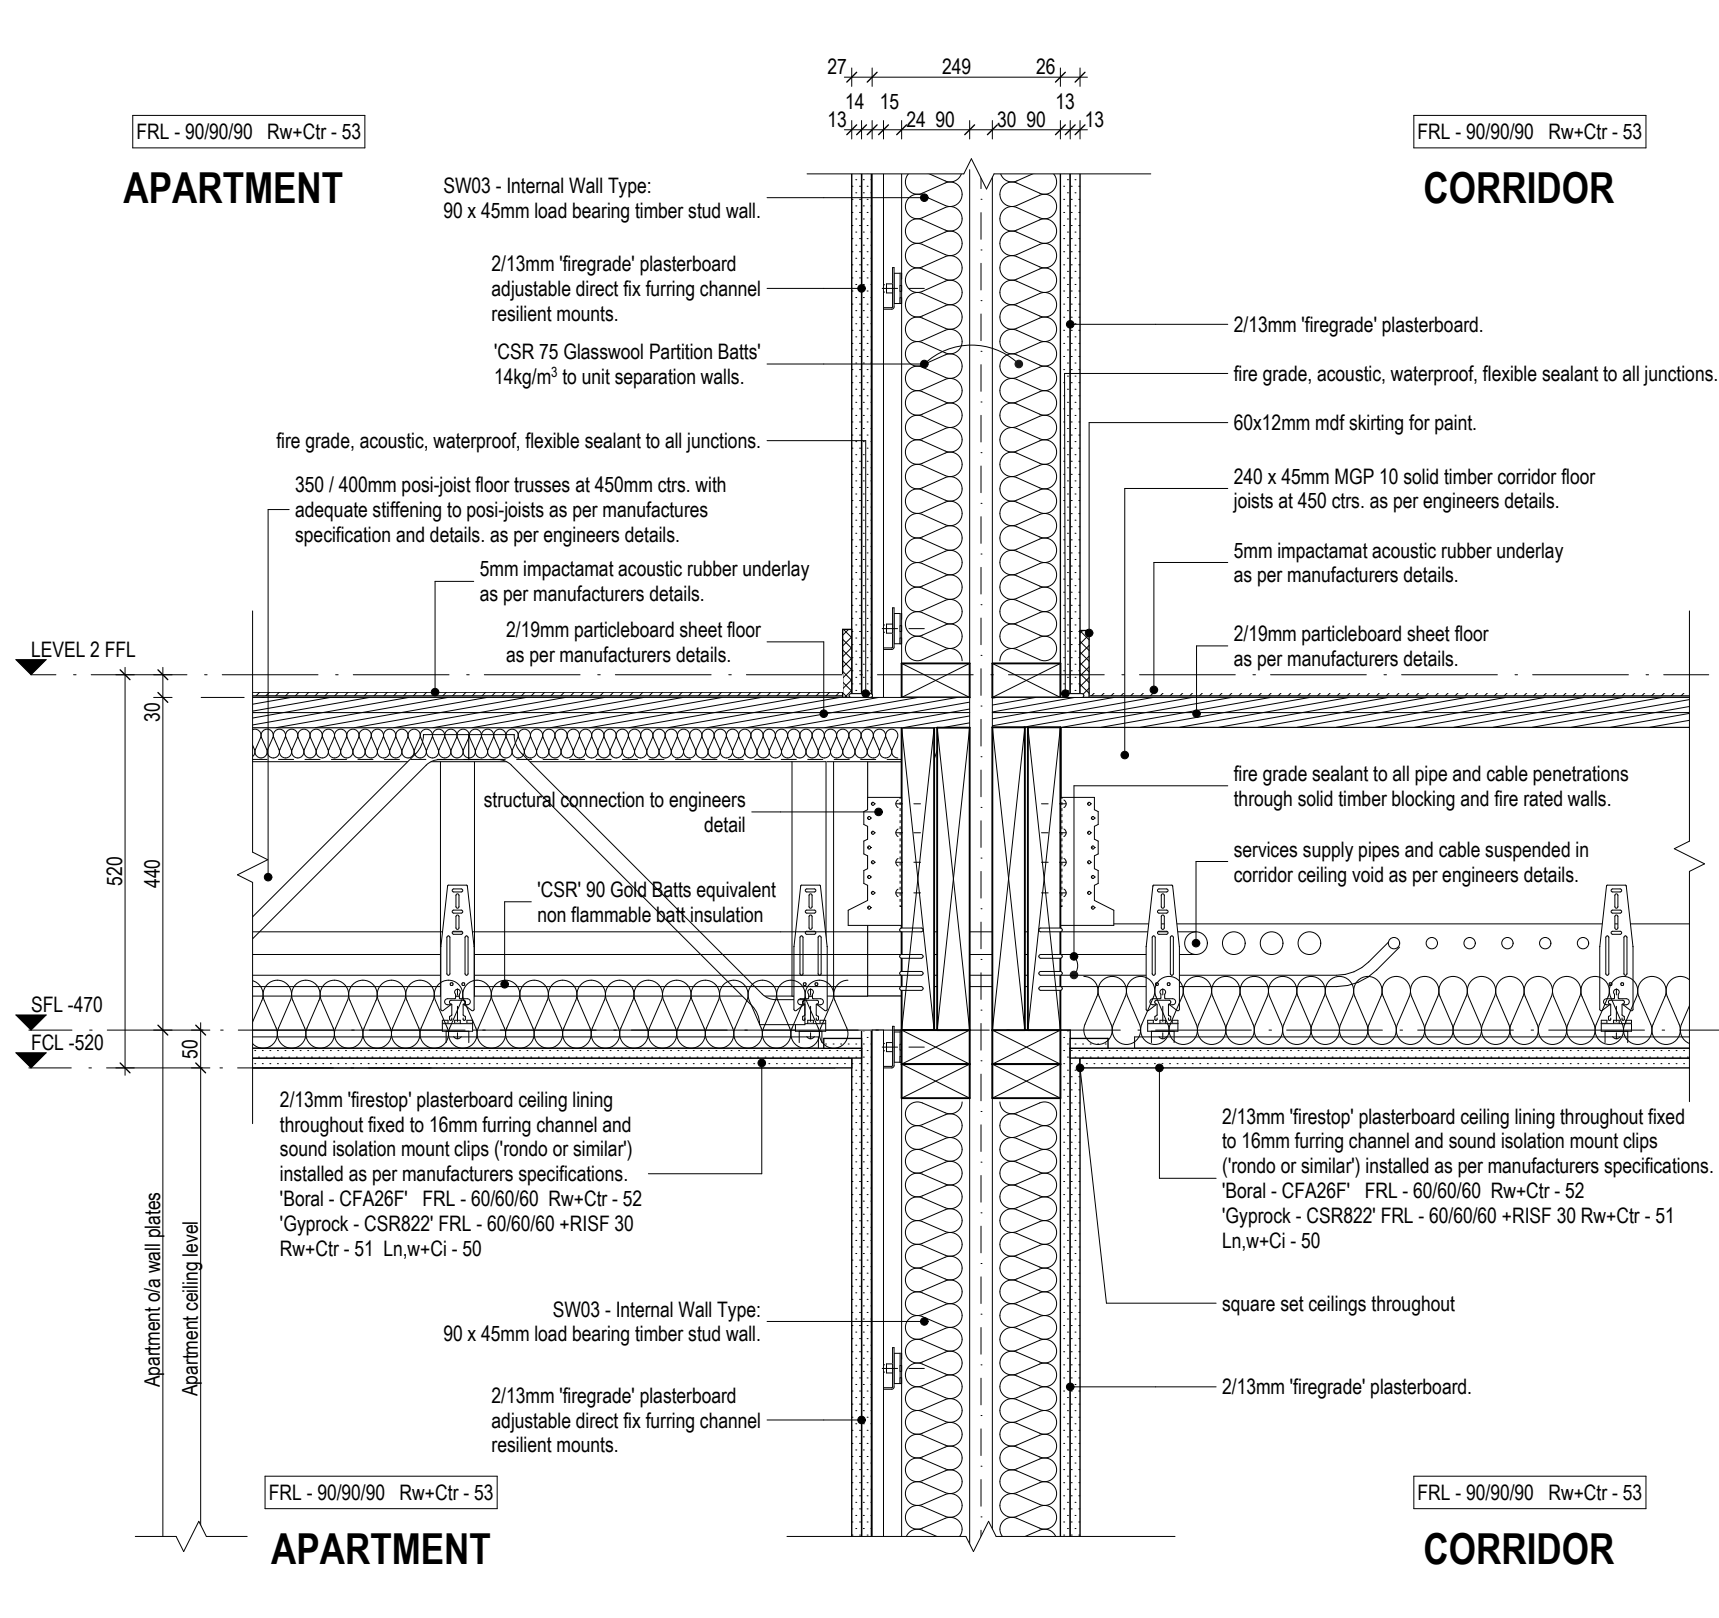 27 249 26
14 15 13
13 24 90 30 90 13
FRL - 90/90/90 Rw+Ctr - 53
APARTMENT
FRL - 90/90/90 Rw+Ctr - 53
CORRIDOR
SW03 - Internal Wall Type:
90 x 45mm load bearing timber stud wall.
2/13mm 'firegrade' plasterboard
adjustable direct fix furring channel
resilient mounts.
'CSR 75 Glasswool Partition Batts'
14kg/m³ to unit separation walls.
fire grade, acoustic, waterproof, flexible sealant to all junctions.
350 / 400mm posi-joist floor trusses at 450mm ctrs. with
adequate stiffening to posi-joists as per manufactures
specification and details. as per engineers details.
5mm impactamat acoustic rubber underlay
as per manufacturers details.
2/19mm particleboard sheet floor
as per manufacturers details.
2/13mm 'firegrade' plasterboard.
fire grade, acoustic, waterproof, flexible sealant to all junctions.
60x12mm mdf skirting for paint.
240 x 45mm MGP 10 solid timber corridor floor
joists at 450 ctrs. as per engineers details.
5mm impactamat acoustic rubber underlay
as per manufacturers details.
2/19mm particleboard sheet floor
as per manufacturers details.
LEVEL 2 FFL
30
520
440
structural connection to engineers
detail
'CSR' 90 Gold Batts equivalent
non flammable batt insulation
fire grade sealant to all pipe and cable penetrations
through solid timber blocking and fire rated walls.
services supply pipes and cable suspended in
corridor ceiling void as per engineers details.
SFL -470
FCL -520
50
2/13mm 'firestop' plasterboard ceiling lining
throughout fixed to 16mm furring channel and
sound isolation mount clips ('rondo or similar')
installed as per manufacturers specifications.
'Boral - CFA26F' FRL - 60/60/60 Rw+Ctr - 52
'Gyprock - CSR822' FRL - 60/60/60 +RISF 30
Rw+Ctr - 51 Ln,w+Ci - 50
2/13mm 'firestop' plasterboard ceiling lining throughout fixed
to 16mm furring channel and sound isolation mount clips
('rondo or similar') installed as per manufacturers specifications.
'Boral - CFA26F' FRL - 60/60/60 Rw+Ctr - 52
'Gyprock - CSR822' FRL - 60/60/60 +RISF 30 Rw+Ctr - 51
Ln,w+Ci - 50
Apartment o/a wall plates
Apartment ceiling level
square set ceilings throughout
SW03 - Internal Wall Type:
90 x 45mm load bearing timber stud wall.
2/13mm 'firegrade' plasterboard
adjustable direct fix furring channel
resilient mounts.
2/13mm 'firegrade' plasterboard.
FRL - 90/90/90 Rw+Ctr - 53
APARTMENT
FRL - 90/90/90 Rw+Ctr - 53
CORRIDOR